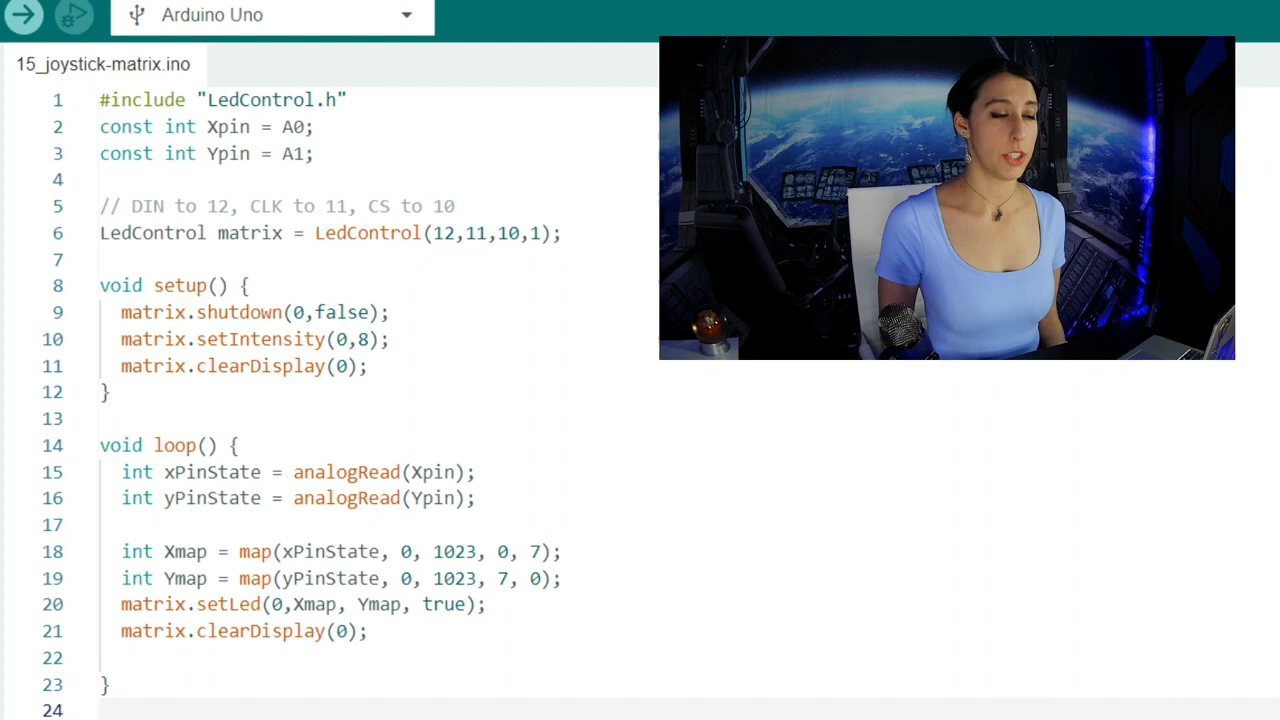 Arduino Uno
15_joystick-matrix.ino
1 #include "LedControl.h"
2 const int Xpin = A0;
3 const int Ypin = A1;
4
5 // DIN to 12, CLK to 11, CS to 10
6 LedControl matrix = LedControl(12,11,10,1);
7
8 void setup() {
9 matrix.shutdown(0,false);
10 matrix.setIntensity(0,8);
11 matrix.clearDisplay(0);
12 }
13
14 void loop() {
15 int xPinState = analogRead(Xpin);
16 int yPinState = analogRead(Ypin);
17
18 int Xmap = map(xPinState, 0, 1023, 0, 7);
19 int Ymap = map(yPinState, 0, 1023, 7, 0);
20 matrix.setLed(0,Xmap, Ymap, true);
21 matrix.clearDisplay(0);
22
23 }
24